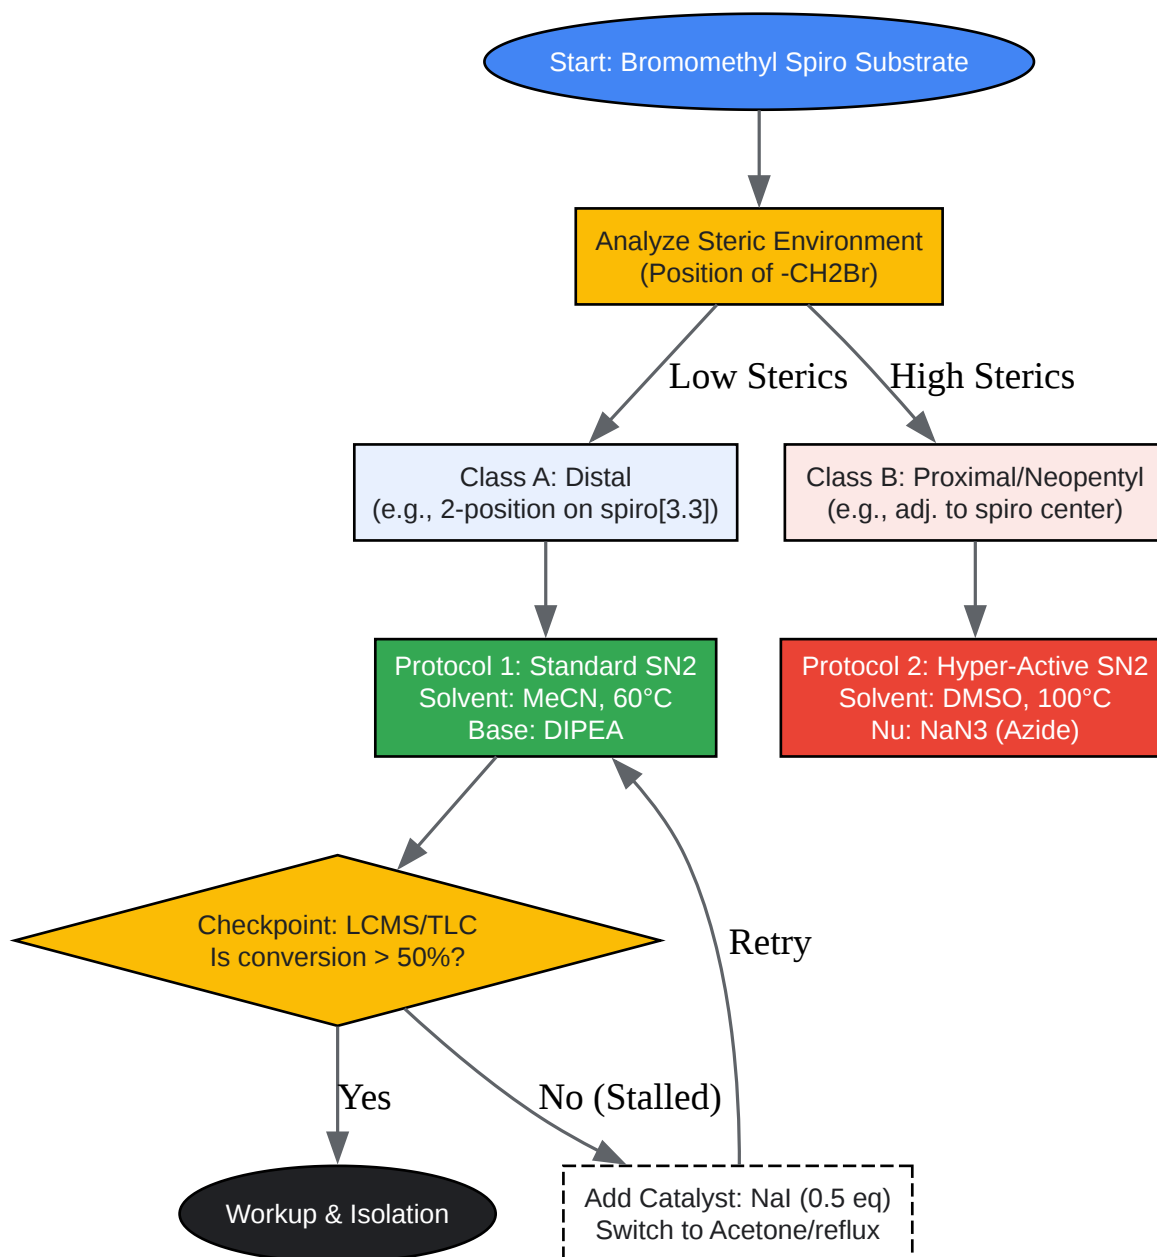 Start: Bromomethyl Spiro Substrate
Analyze Steric Environment
(Position of -CH2Br)
Low Sterics
High Sterics
Class A: Distal
(e.g., 2-position on spiro[3.3])
Class B: Proximal/Neopentyl
(e.g., adj. to spiro center)
Protocol 1: Standard SN2
Solvent: MeCN, 60°C
Base: DIPEA
Protocol 2: Hyper-Active SN2
Solvent: DMSO, 100°C
Nu: NaN3 (Azide)
Checkpoint: LCMS/TLC
Is conversion > 50%?
Retry
Yes
No (Stalled)
Workup & Isolation
Add Catalyst: NaI (0.5 eq)
Switch to Acetone/reflux